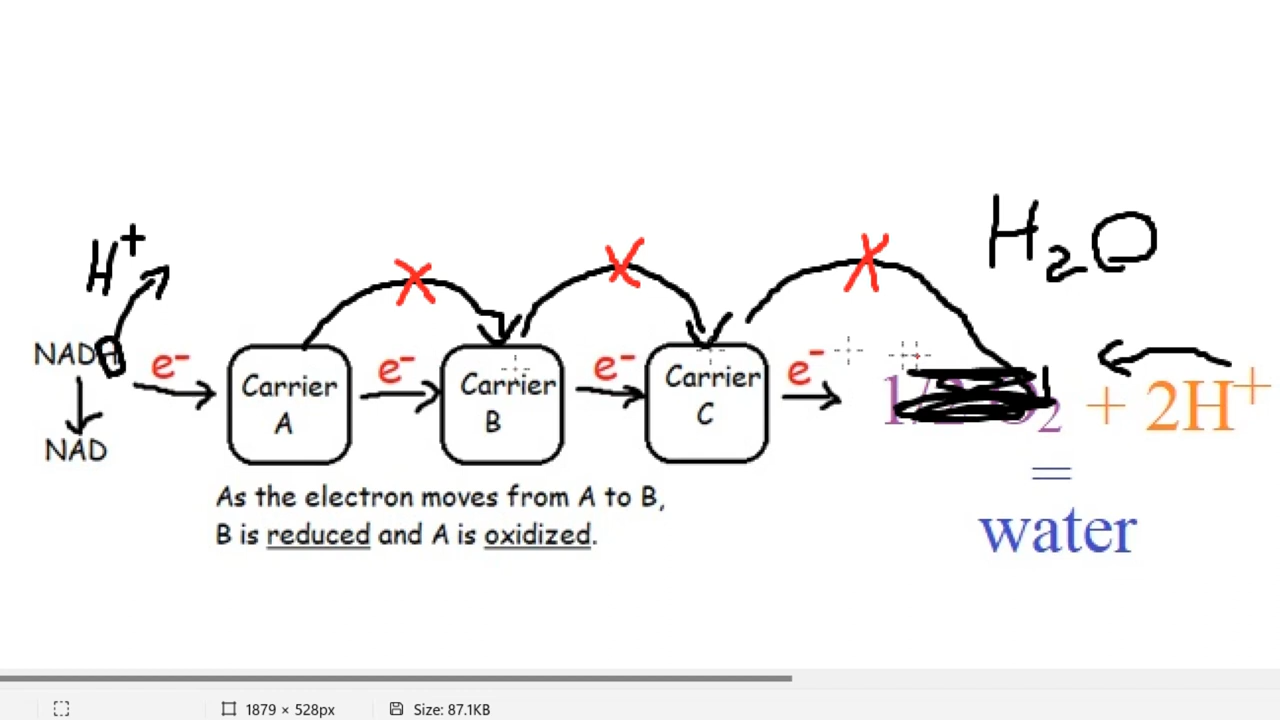 H₂O
H⁺
NADH
e⁻ e⁻ e⁻ e⁻
Carrier A
Carrier B
Carrier C
+ 2H⁺
NAD
=
water
As the electron moves from A to B,
B is reduced and A is oxidized.
1879 × 528px
Size: 87.1KB